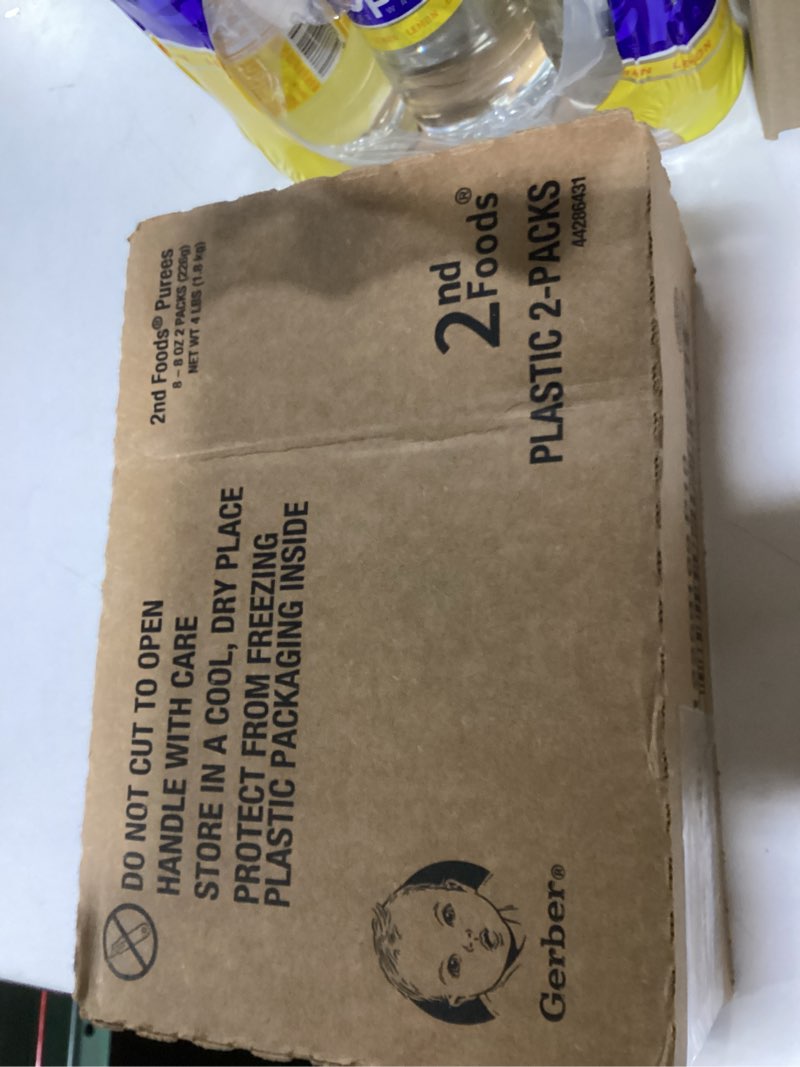 DO NOT CUT TO OPEN
HANDLE WITH CARE
STORE IN A COOL, DRY PLACE
PROTECT FROM FREEZING
PLASTIC PACKAGING INSIDE
2nd Foods® Purees
8 – 8 OZ 2 PACKS (226g)
NET WT 4 LBS (1.8 kg)
Gerber®
2nd
Foods®
PLASTIC 2-PACKS
44286431
LEMON
LEMON